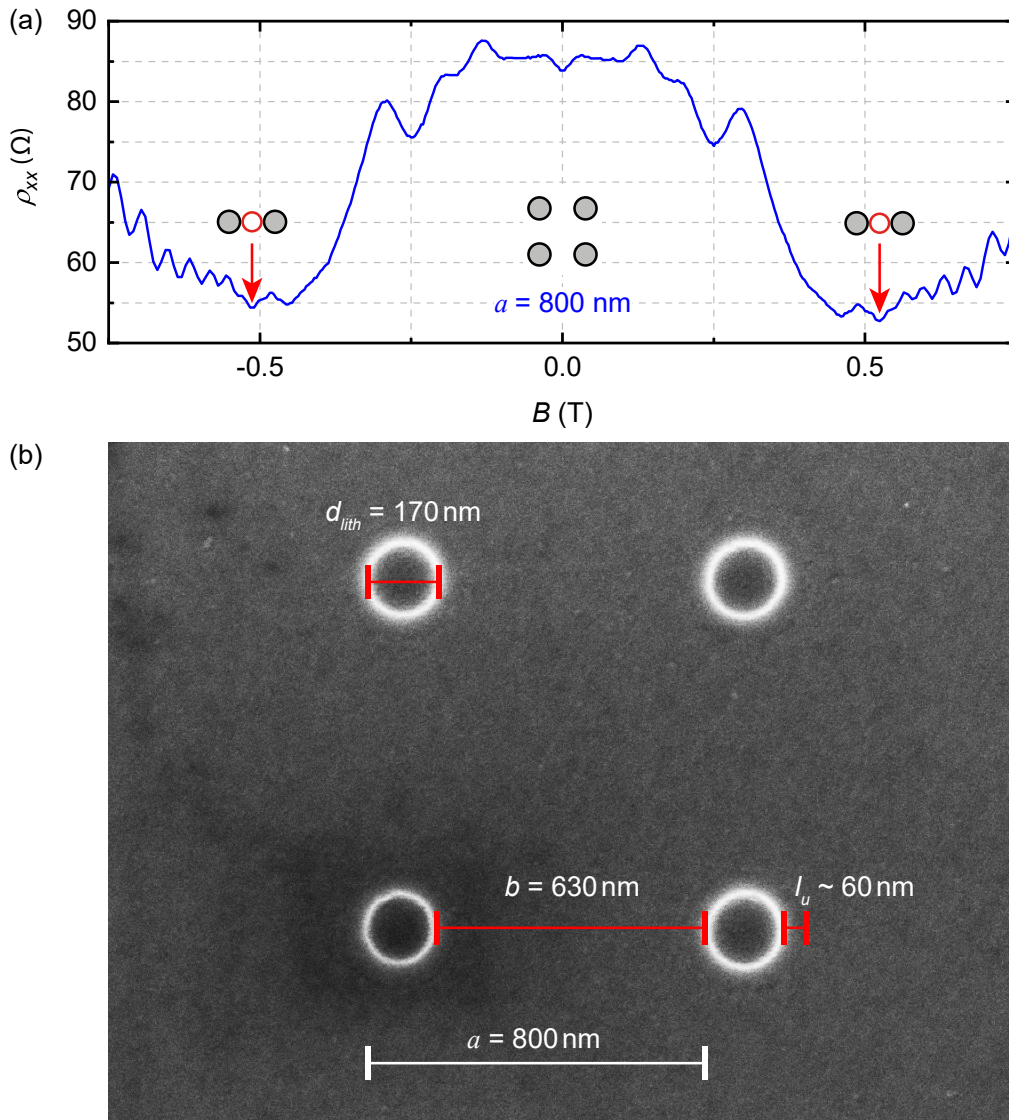 (a)
90
80
70
60
50
ρxx (Ω)
a = 800 nm
-0.5
0.0
0.5
B (T)
(b)
dlith = 170 nm
b = 630 nm
lu ~ 60 nm
a = 800 nm